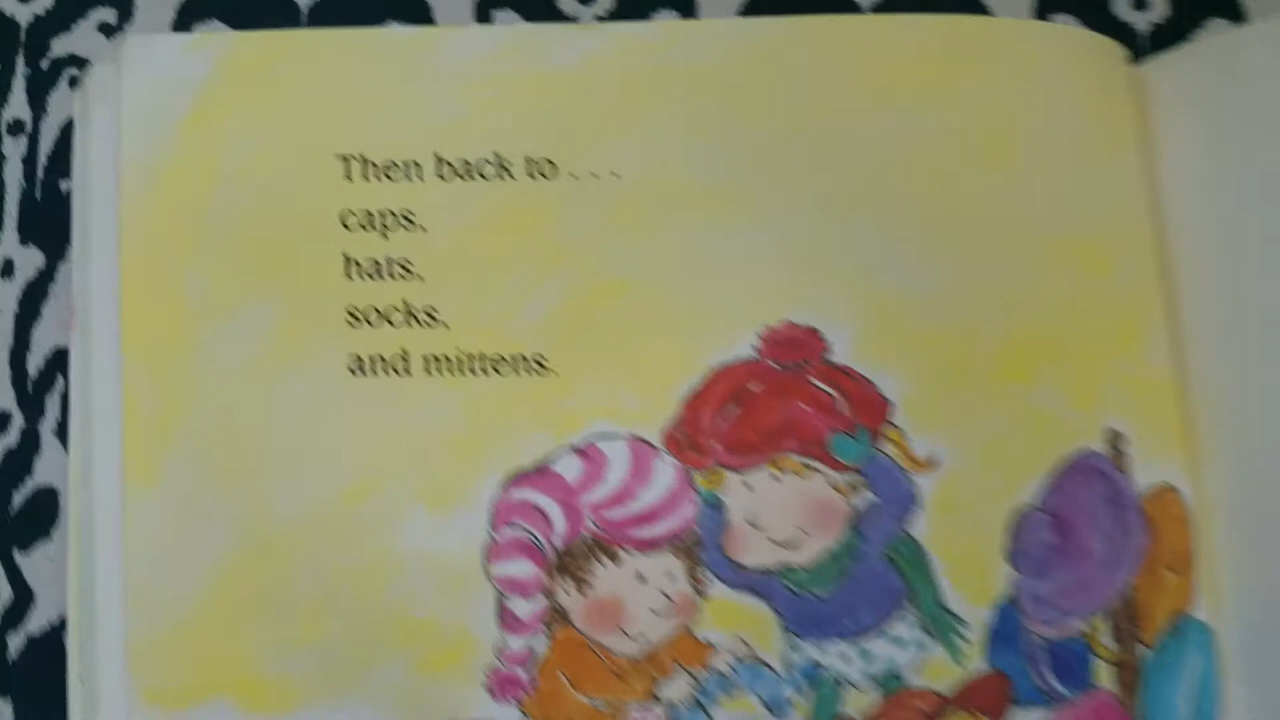 Then back to . . .
caps,
hats,
socks,
and mittens.